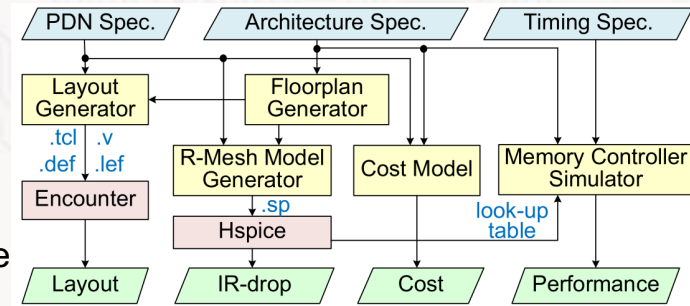 PDN Spec.
Architecture Spec.
Timing Spec.
Layout
Generator
Floorplan
Generator
.tcl
.v
.def
.lef
R-Mesh Model
Generator
Cost Model
Memory Controller
Simulator
Encounter
.sp
Hspice
look-up
table
e
Layout
IR-drop
Cost
Performance